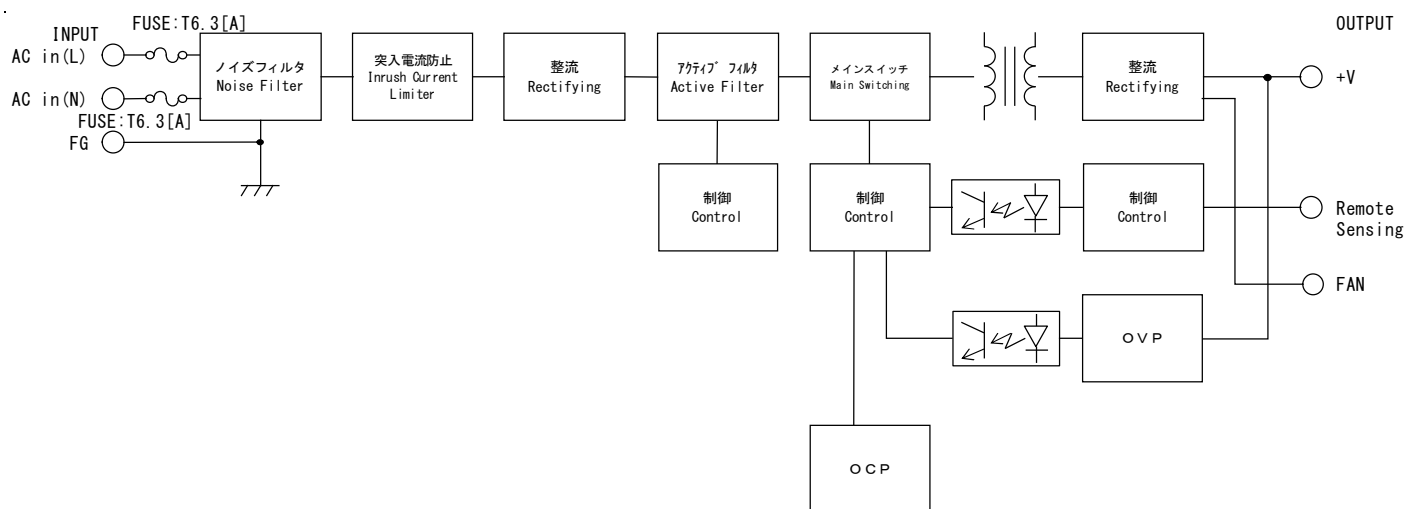 FUSE:T6.3[A]
INPUT
OUTPUT
AC in(L)
ノイズフィルタ
Noise Filter
突入電流防止
Inrush Current
Limiter
整流
Rectifying
アクティブ フィルタ
Active Filter
メインスイッチ
Main Switching
整流
Rectifying
+V
AC in(N)
FUSE:T6.3[A]
FG
制御
Control
制御
Control
制御
Control
Remote
Sensing
FAN
OVP
OCP